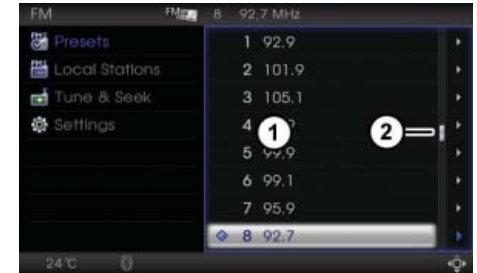 FM FM 8 92,7 MHz
Presets
Local Stations
Tune & Seek
Settings
1 92.9
2 101.9
3 105.1
4
5 99.9
6 99.1
7 95.9
8 92.7
1
2
24°C